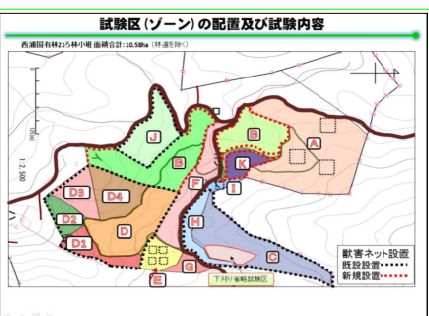 試験区(ゾーン)の配置及び試験内容
西浦国有林21ろ林小班 面積合計:10.58ha (林道を除く)
J
B
B
A
K
F
I
D3
D4
D2
D
H
D1
C
E
G
1:2,500
獣害ネット設置
既設設置
新規設置
下刈り省略試験区